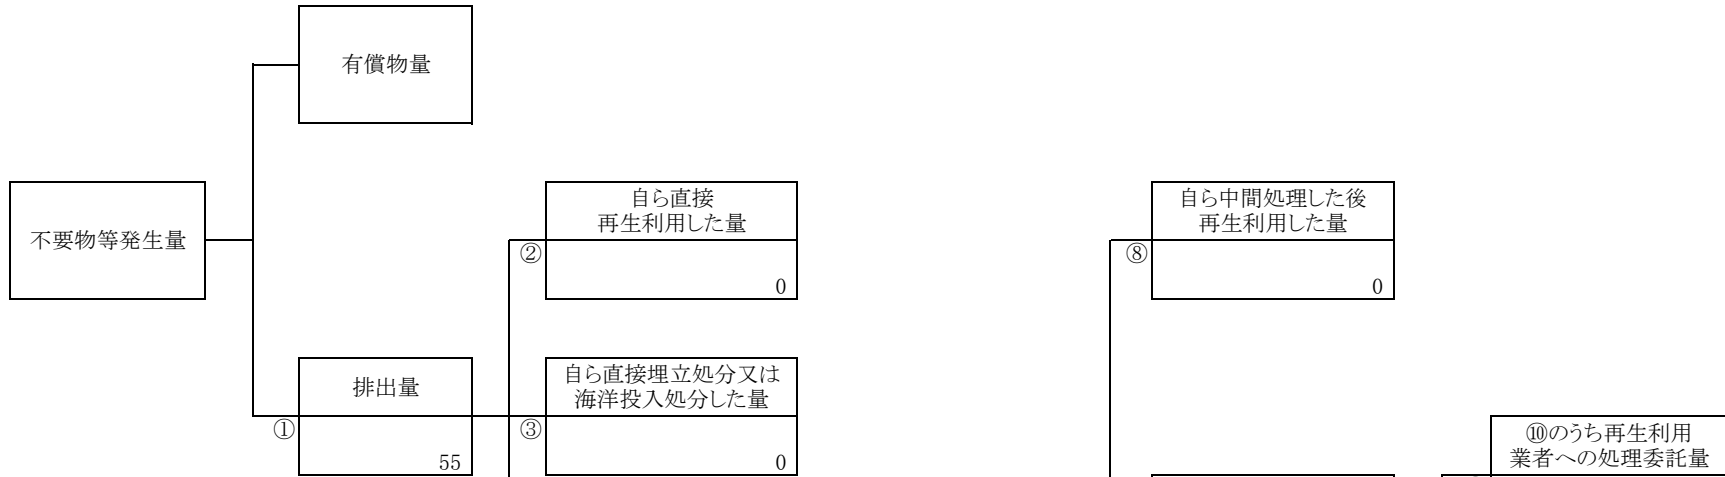 有償物量
不要物等発生量
自ら直接
再生利用した量
②
0
自ら中間処理した後
再生利用した量
⑧
0
排出量
①
55
自ら直接埋立処分又は
海洋投入処分した量
③
0
⑩のうち再生利用
業者への処理委託量